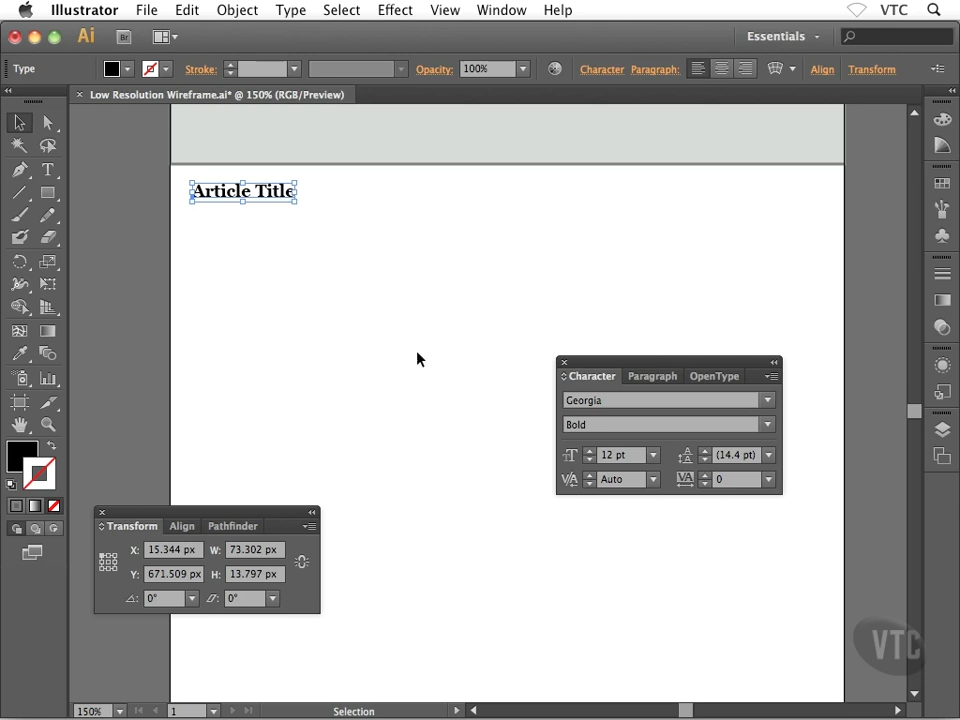 Illustrator File Edit Object Type Select Effect View Window Help VTC
Ai Br Essentials
Type Stroke: Opacity: 100% Character Paragraph: Align Transform
× Low Resolution Wireframe.ai* @ 150% (RGB/Preview)
Article Title
Character Paragraph OpenType
Georgia
Bold
12 pt (14.4 pt)
Auto 0
Transform Align Pathfinder
X: 15.344 px W: 73.302 px
Y: 671.509 px H: 13.797 px
0° 0°
VTC
150% 1 Selection